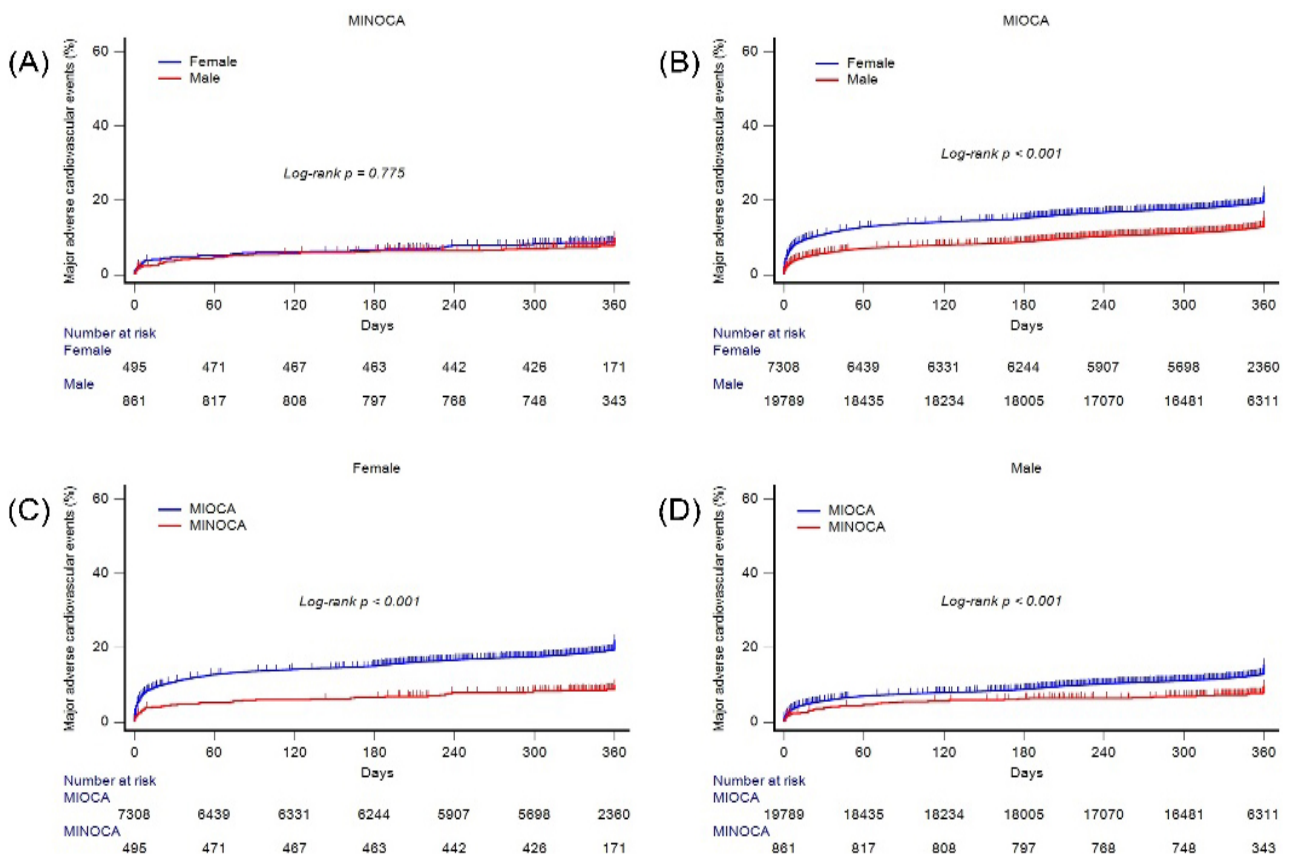 MINOCA
(A)
Major adverse cardiovascular events (%)
60
40
20
0
Female
Male
Log-rank p = 0.775
0 60 120 180 240 300 360
Days
Number at risk
Female
495 471 467 463 442 426 171
Male
861 817 808 797 768 748 343
MIOCA
(B)
Major adverse cardiovascular events (%)
60
40
20
0
Female
Male
Log-rank p < 0.001
0 60 120 180 240 300 360
Days
Number at risk
Female
7308 6439 6331 6244 5907 5698 2360
Male
19789 18435 18234 18005 17070 16481 6311
Female
(C)
Major adverse cardiovascular events (%)
60
40
20
0
MIOCA
MINOCA
Log-rank p < 0.001
0 60 120 180 240 300 360
Days
Number at risk
MIOCA
7308 6439 6331 6244 5907 5698 2360
MINOCA
495 471 467 463 442 426 171
Male
(D)
Major adverse cardiovascular events (%)
60
40
20
0
MIOCA
MINOCA
Log-rank p < 0.001
0 60 120 180 240 300 360
Days
Number at risk
MIOCA
19789 18435 18234 18005 17070 16481 6311
MINOCA
861 817 808 797 768 748 343